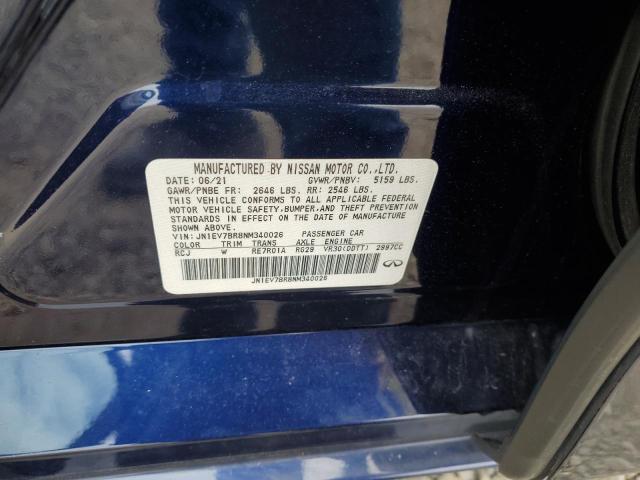 MANUFACTURED BY NISSAN MOTOR CO.,LTD.
DATE: 06/21 GVWR/PNBV: 5159 LBS.
GAWR/PNBE FR: 2646 LBS. RR: 2546 LBS.
THIS VEHICLE CONFORMS TO ALL APPLICABLE FEDERAL
MOTOR VEHICLE SAFETY, BUMPER, AND THEFT PREVENTION
STANDARDS IN EFFECT ON THE DATE OF MANUFACTURE
SHOWN ABOVE.
VIN: JN1EV7BR8NM340026 PASSENGER CAR
COLOR TRIM TRANS AXLE ENGINE
RCJ W RE7R01A RG29 VR30(DDTT) 2997CC
JN1EV7BR8NM340026